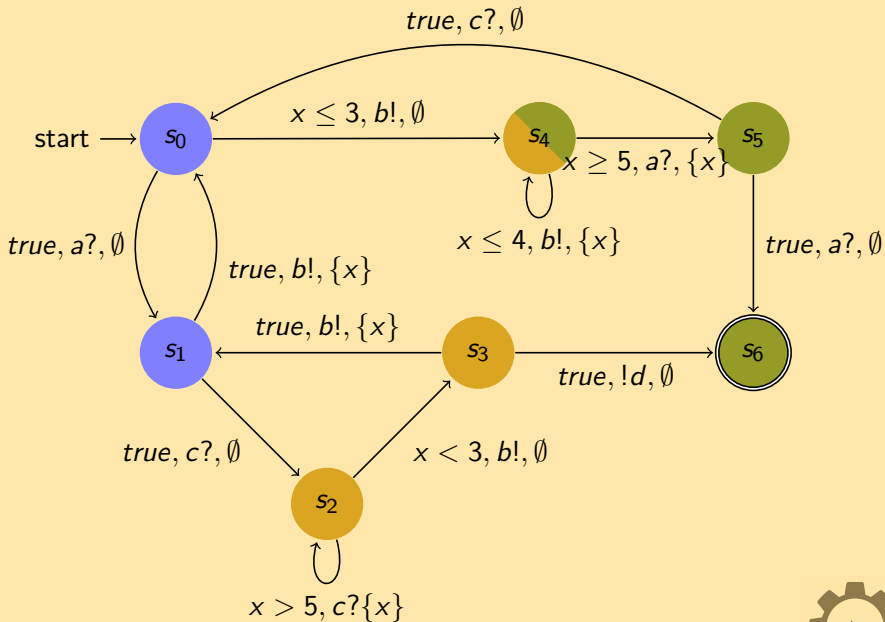 true, c?, ∅
start
s₀
x ≤ 3, b!, ∅
s₄
s₅
x ≥ 5, a?, {x}
x ≤ 4, b!, {x}
true, a?, ∅
true, b!, {x}
true, a?, ∅
true, b!, {x}
s₁
s₃
s₆
true, !d, ∅
true, c?, ∅
x < 3, b!, ∅
s₂
x > 5, c?{x}